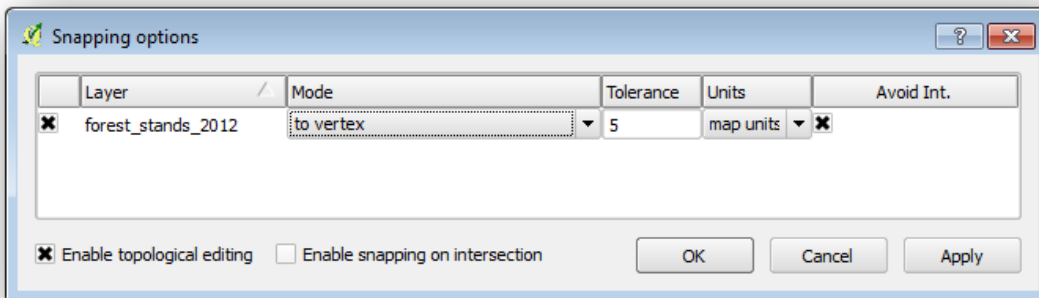 Snapping options
Layer Mode Tolerance Units Avoid Int.
forest_stands_2012 to vertex 5 map units
Enable topological editing Enable snapping on intersection OK Cancel Apply